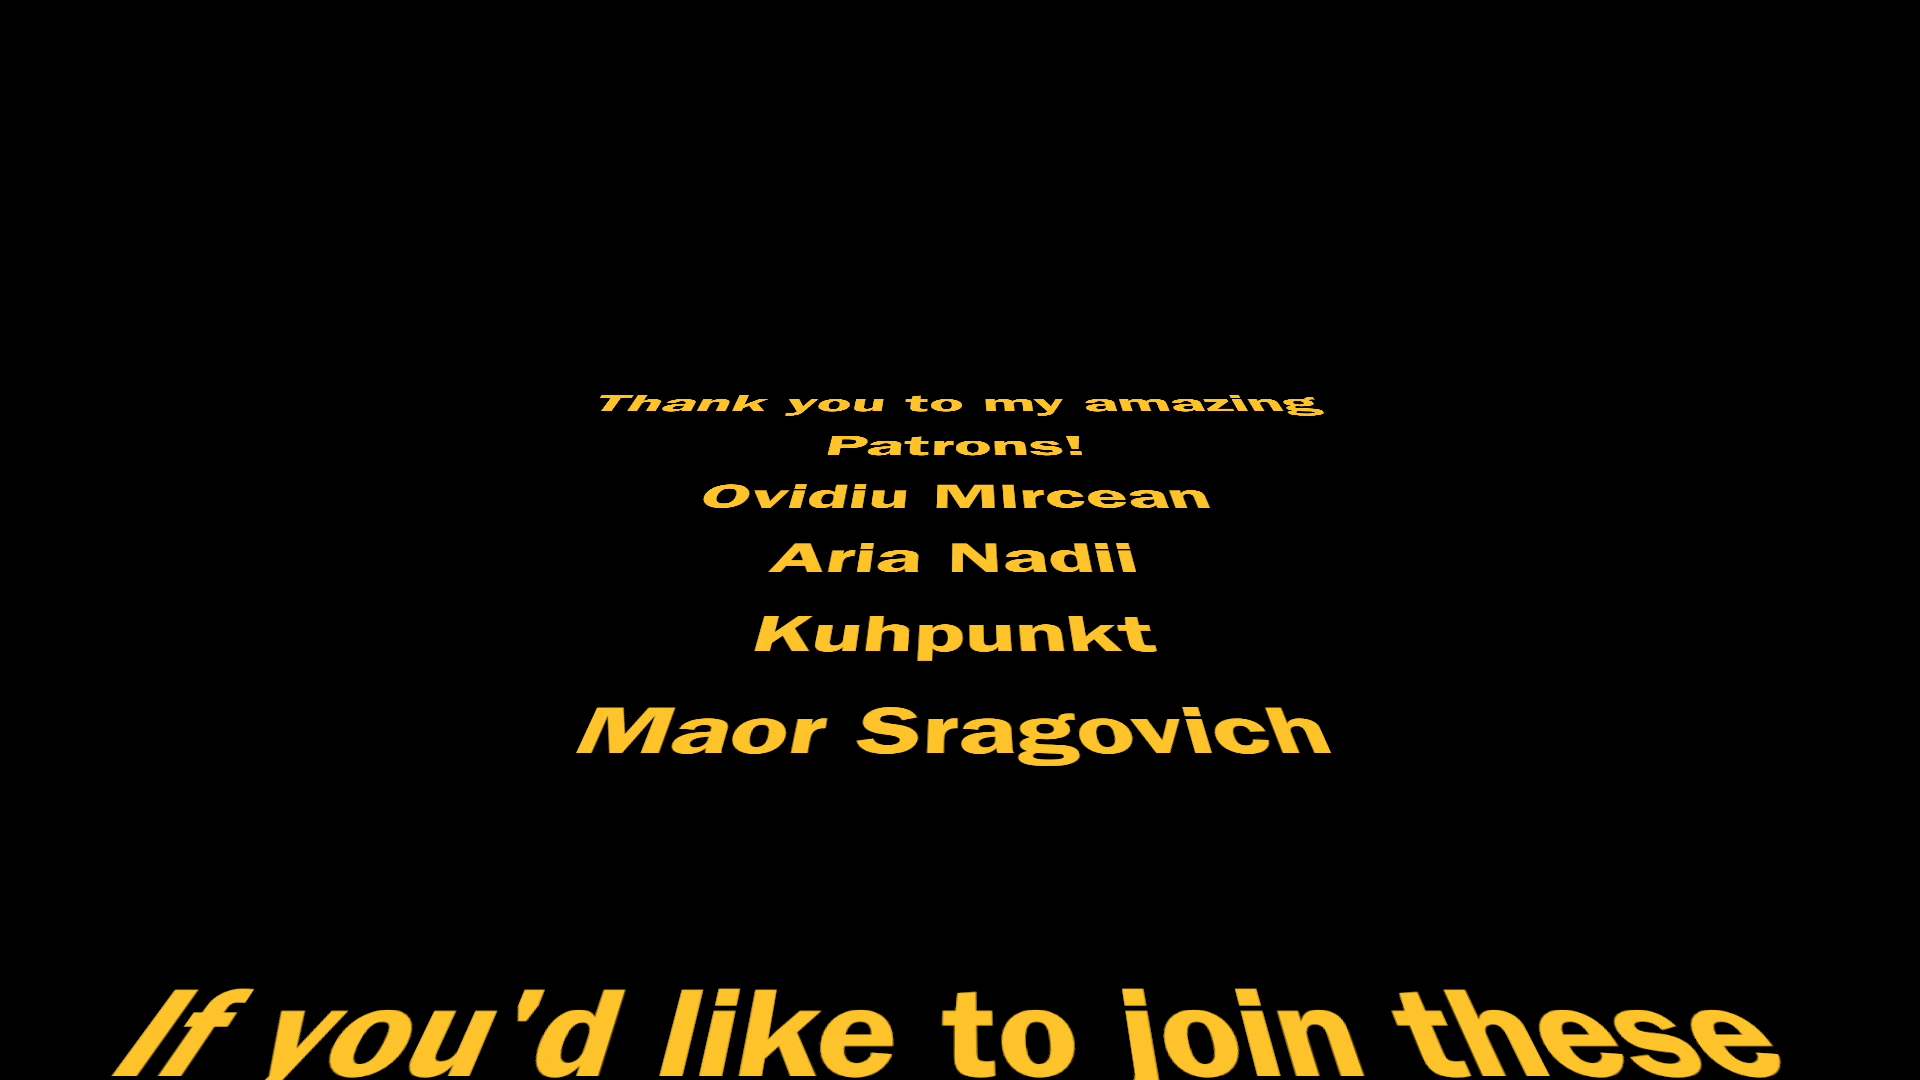 Thank you to my amazing
Patrons!
Ovidiu MIrcean
Aria Nadii
Kuhpunkt
Maor Sragovich
If you'd like to join these